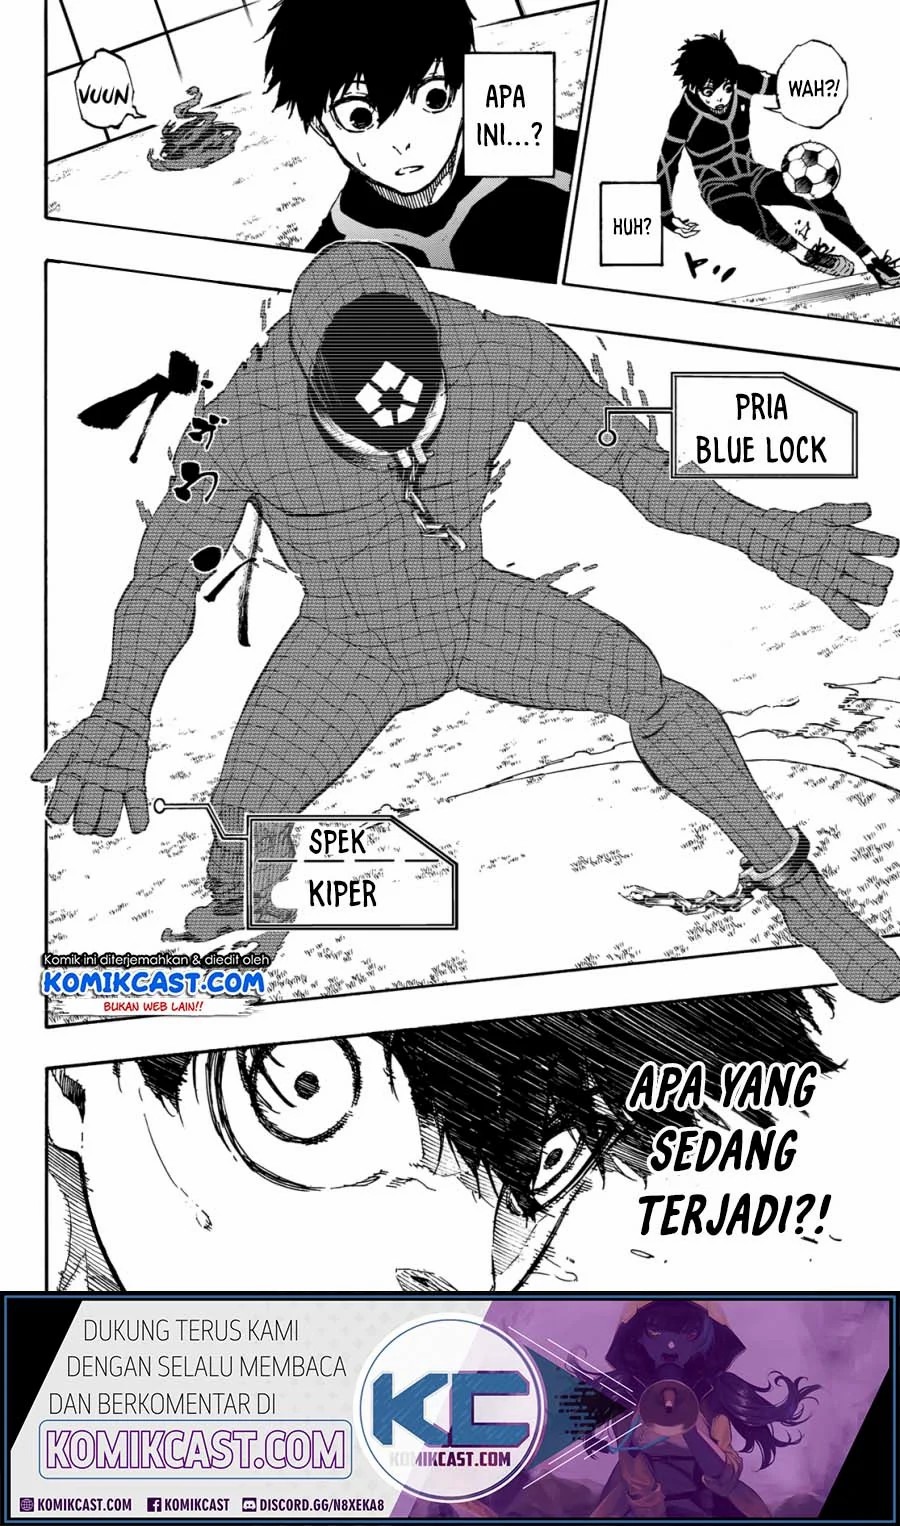 WAH?!
HUH?
APA
INI...?
VUUN
PRIA
BLUE LOCK
SPEK
KIPER
Komik ini diterjemahkan & diedit oleh
KOMIKCAST.COM
BUKAN WEB LAIN!!
APA YANG
SEDANG
TERJADI?!
DUKUNG TERUS KAMI
DENGAN SELALU MEMBACA
DAN BERKOMENTAR DI
KOMIKCAST.COM
KC
KOMIKCAST.COM
KOMIKCAST.COM
KOMIKCAST
DISCORD.GG/N8XEKA8